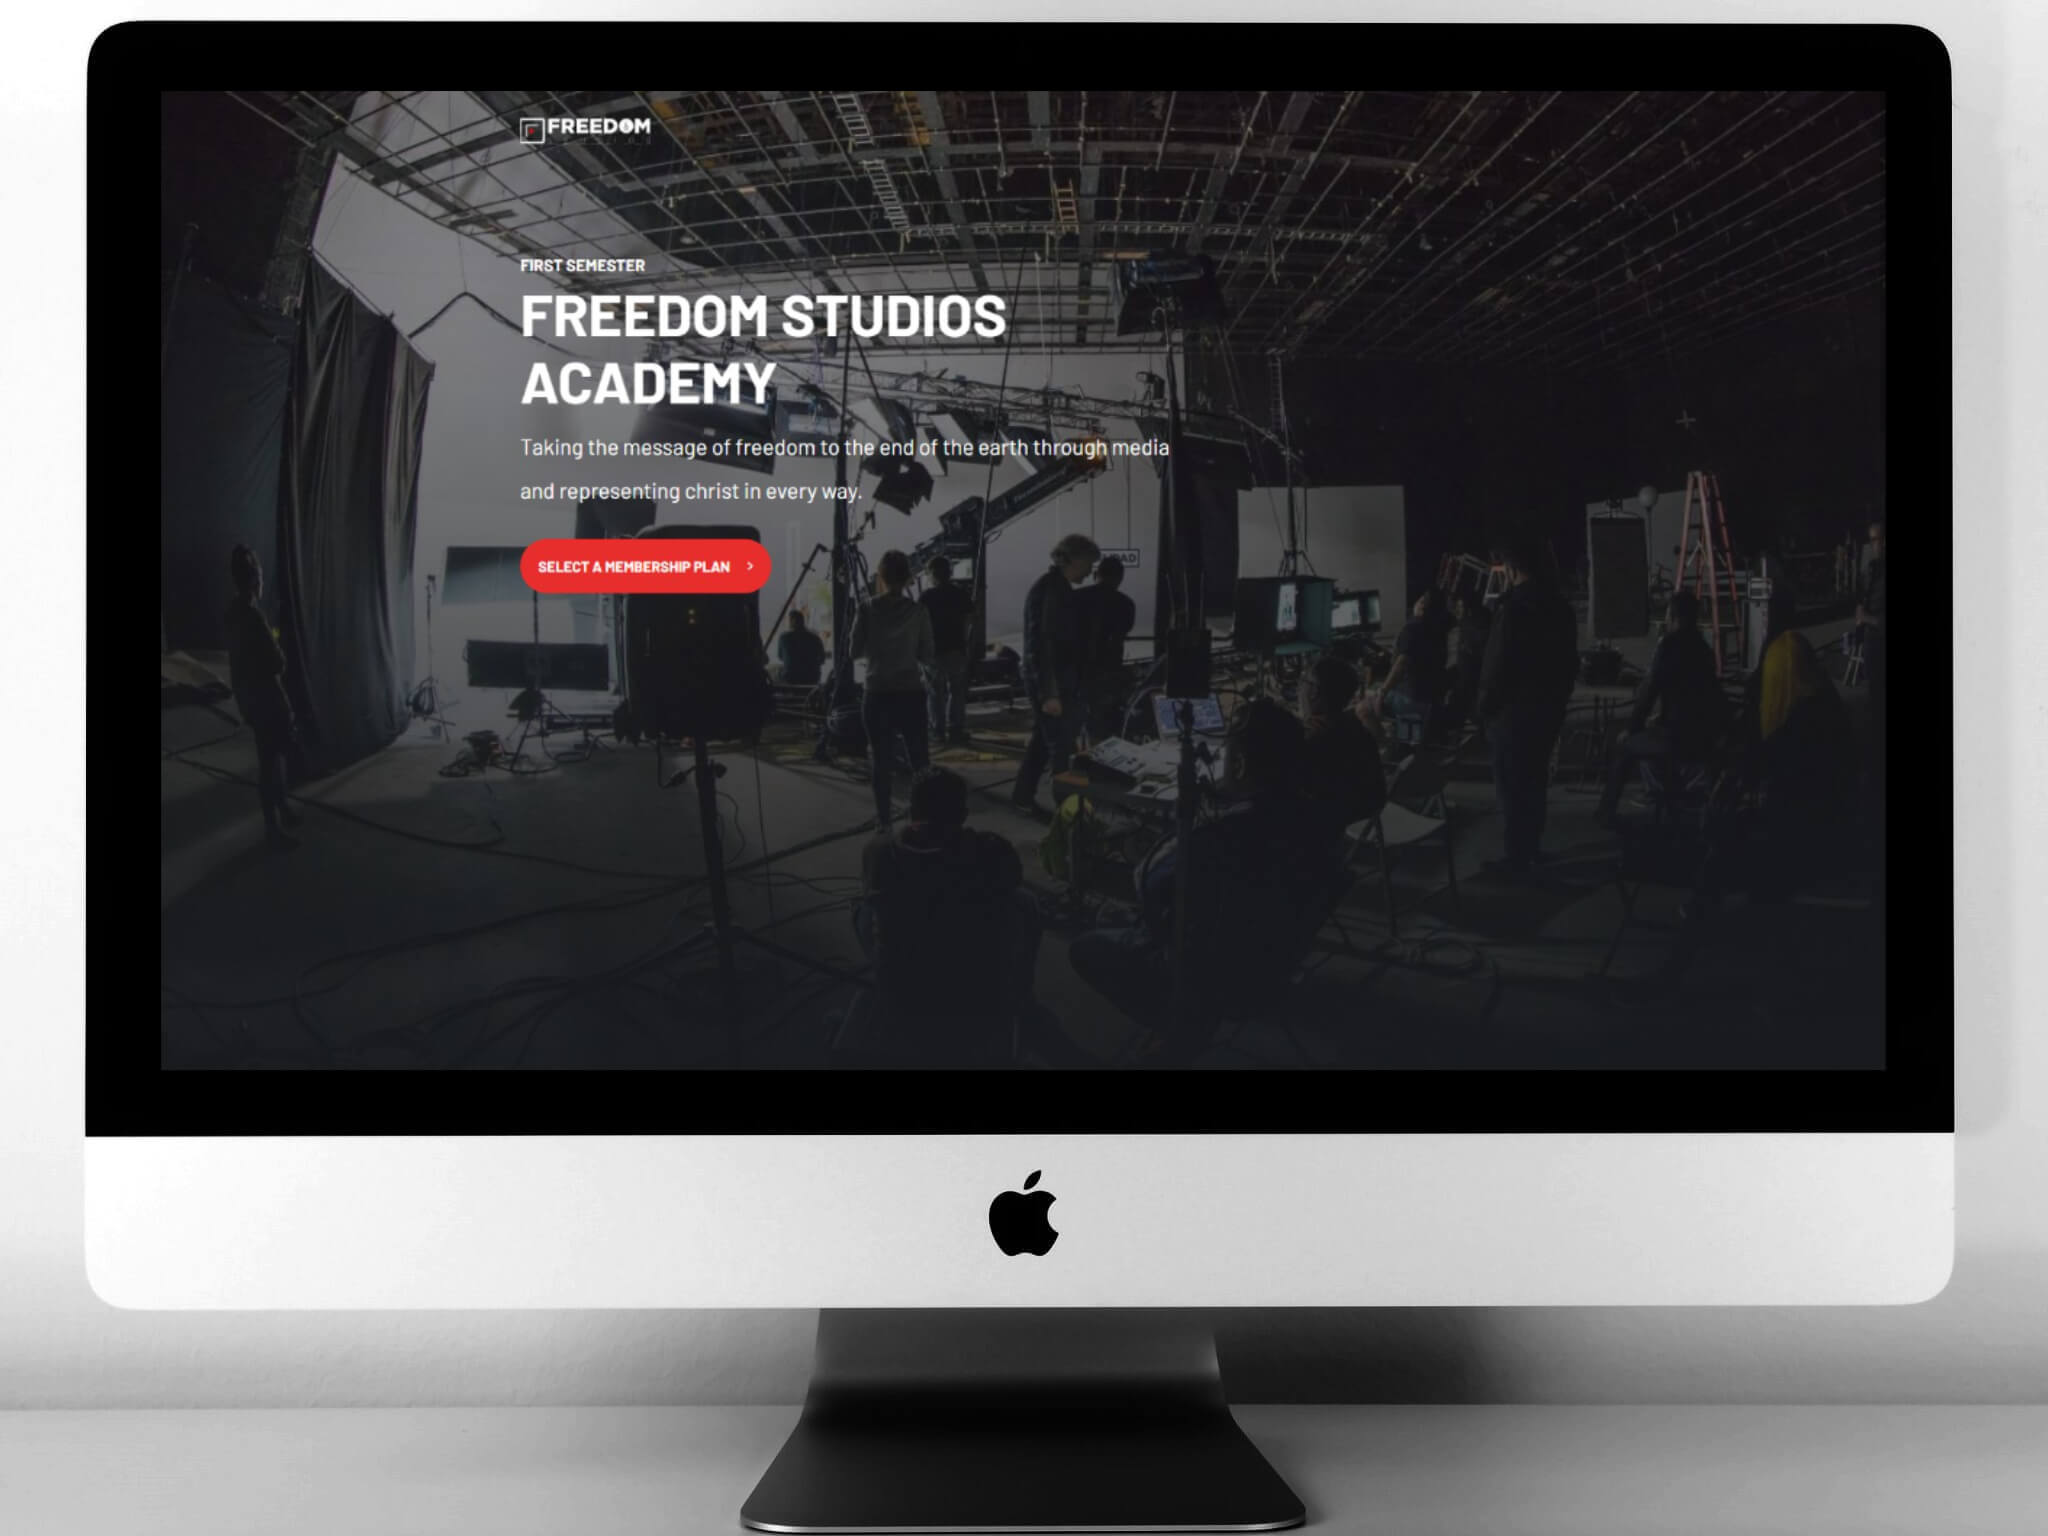 FREEDOM
FIRST SEMESTER
FREEDOM STUDIOS
ACADEMY
Taking the message of freedom to the end of the earth through media
and representing christ in every way.
SELECT A MEMBERSHIP PLAN